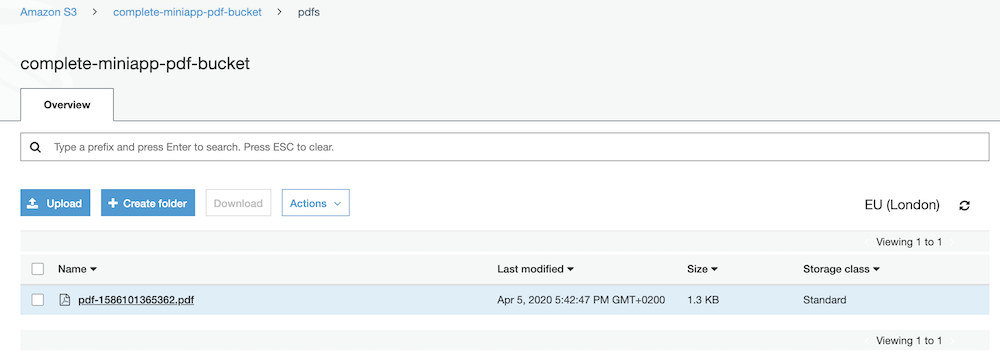 Amazon S3 > complete-miniapp-pdf-bucket > pdfs
complete-miniapp-pdf-bucket
Overview
Type a prefix and press Enter to search. Press ESC to clear.
Upload Create folder Download Actions EU (London)
Viewing 1 to 1
Name Last modified Size Storage class
pdf-1586101365362.pdf Apr 5, 2020 5:42:47 PM GMT+0200 1.3 KB Standard
Viewing 1 to 1